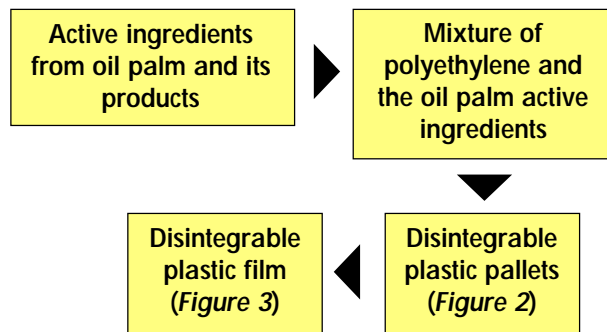 Active ingredients
from oil palm and its
products
Mixture of
polyethylene and
the oil palm active
ingredients
Disintegrable
plastic pallets
(Figure 2)
Disintegrable
plastic film
(Figure 3)